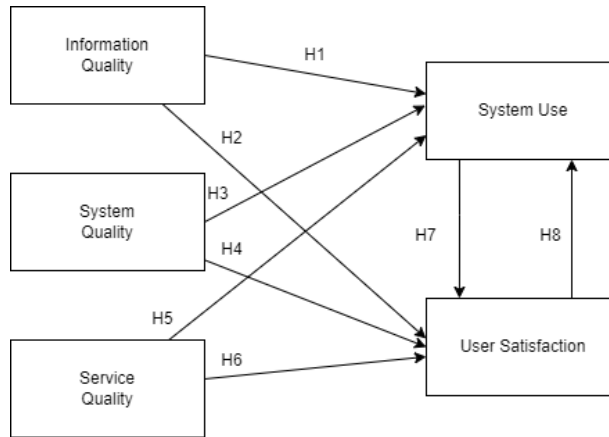 Information
Quality
H1
System Use
H2
System
Quality
H3
H4
H7
H8
H5
User Satisfaction
Service
Quality
H6